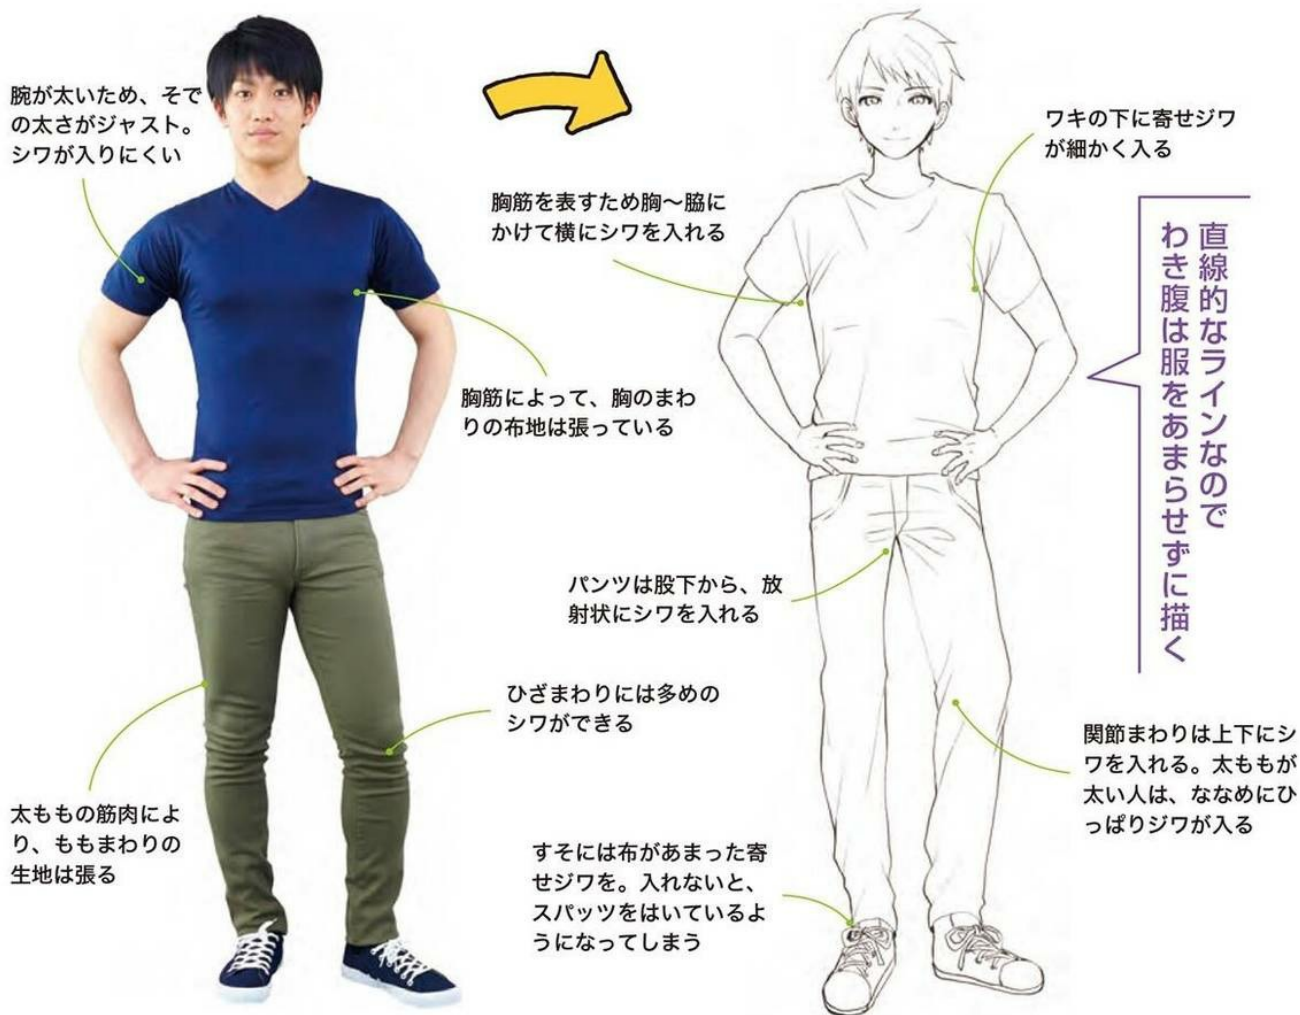 腕が太いため、そで
の太さがジャスト。
シワが入りにくい
胸筋を表すため胸〜脇に
かけて横にシワを入れる
ワキの下に寄せジワ
が細かく入る
直線的なラインなので
わき腹は服をあまらせずに描く
胸筋によって、胸のまわ
りの布地は張っている
パンツは股下から、放
射状にシワを入れる
ひざまわりには多めの
シワができる
関節まわりは上下にシ
ワを入れる。太ももが
太い人は、ななめにひ
っぱりジワが入る
太ももの筋肉によ
り、ももまわりの
生地は張る
すそには布があまった寄
せジワを。入れないと、
スパッツをはいているよ
うになってしまう